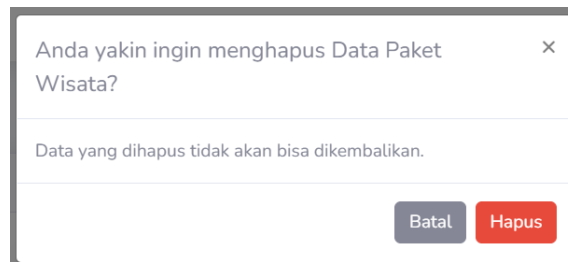 Anda yakin ingin menghapus Data Paket
Wisata?
×
Data yang dihapus tidak akan bisa dikembalikan.
Batal
Hapus